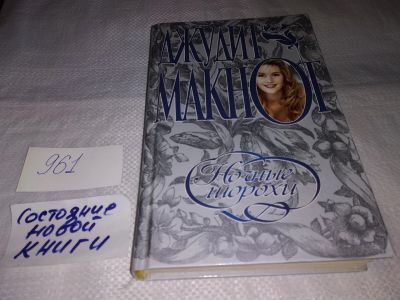 ДЖУДИТ
МАКНОТ
Ночные
шорохи
961
Состояние
новой
книги